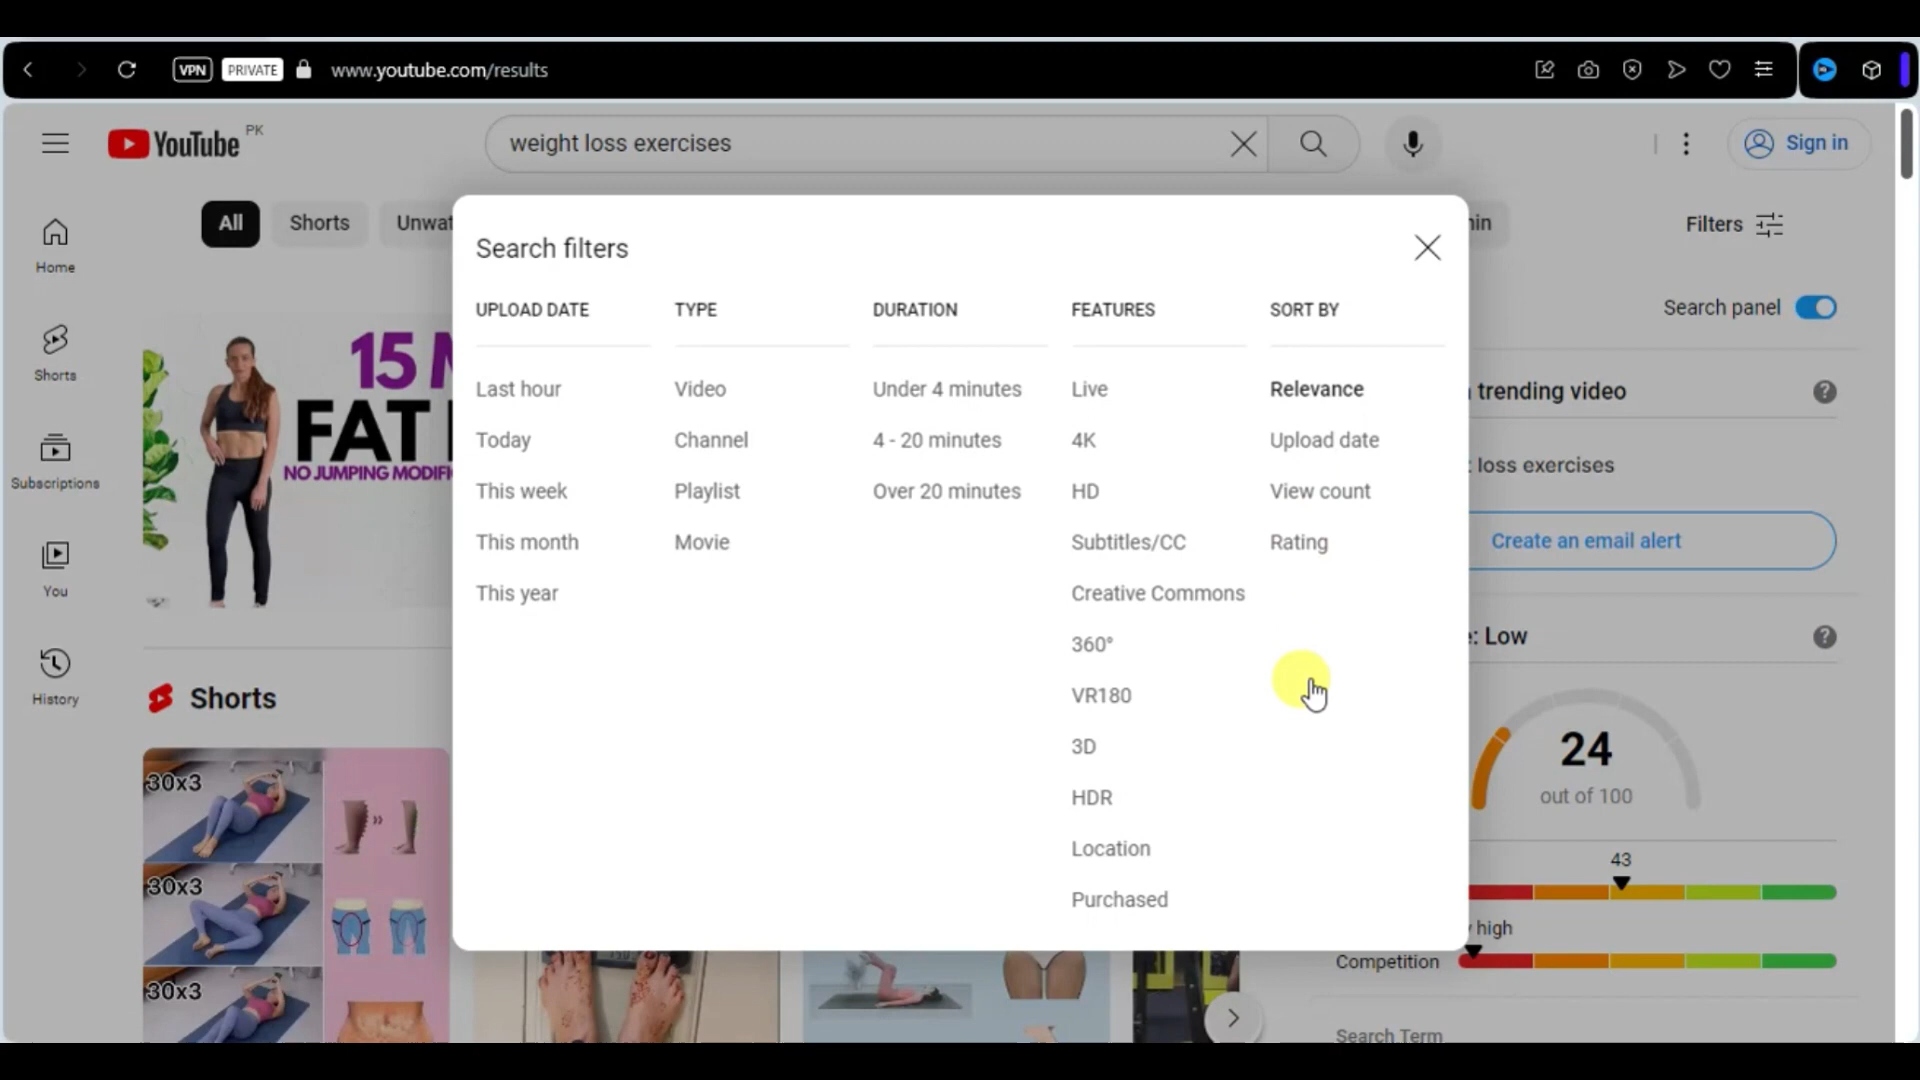 VPN PRIVATE www.youtube.com/results
YouTube PK
weight loss exercises
Sign in
All
Shorts
Filters
Home
Shorts
Subscriptions
You
History
15
FAT
NO JUMPING
Shorts
30x3
30x3
30x3
Search filters
UPLOAD DATE
Last hour
Today
This week
This month
This year
TYPE
Video
Channel
Playlist
Movie
DURATION
Under 4 minutes
4 - 20 minutes
Over 20 minutes
FEATURES
Live
4K
HD
Subtitles/CC
Creative Commons
360°
VR180
3D
HDR
Location
Purchased
SORT BY
Relevance
Upload date
View count
Rating
Search panel
trending video
loss exercises
Create an email alert
: Low
24
out of 100
43
high
Competition
Search Term